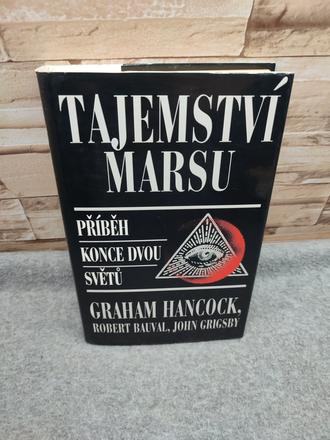 TAJEMSTVÍ
MARSU
PŘÍBĚH
KONCE DVOU
SVĚTŮ
GRAHAM HANCOCK,
ROBERT BAUVAL, JOHN GRIGSBY